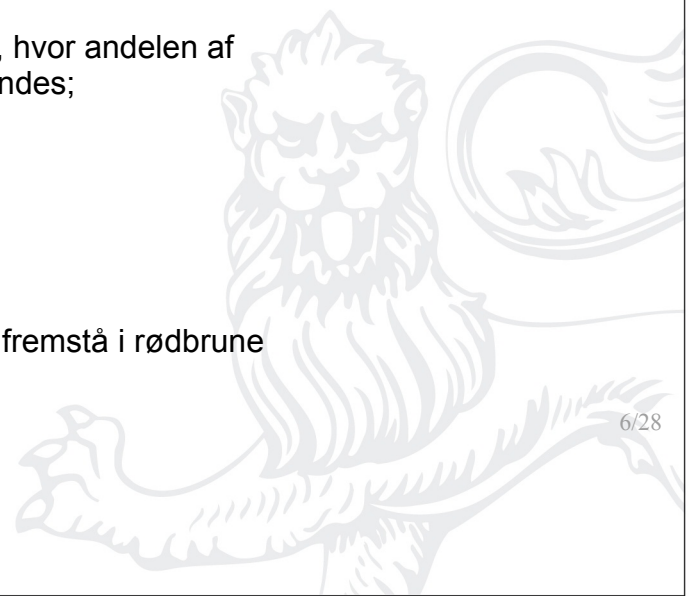 , hvor andelen af
ndes;
fremstå i rødbrune
6/28